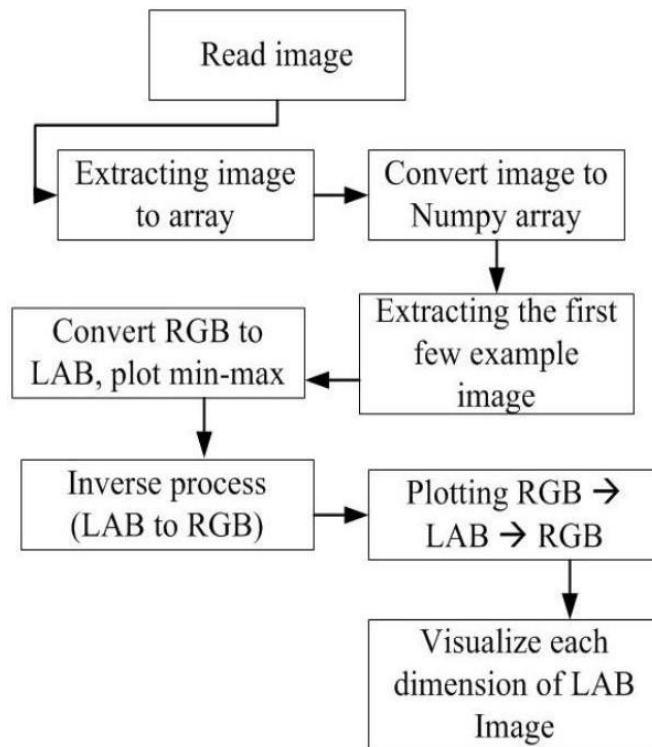 Read image
Extracting image
to array
Convert image to
Numpy array
Extracting the first
few example
image
Convert RGB to
LAB, plot min-max
Inverse process
(LAB to RGB)
Plotting RGB →
LAB → RGB
Visualize each
dimension of LAB
Image